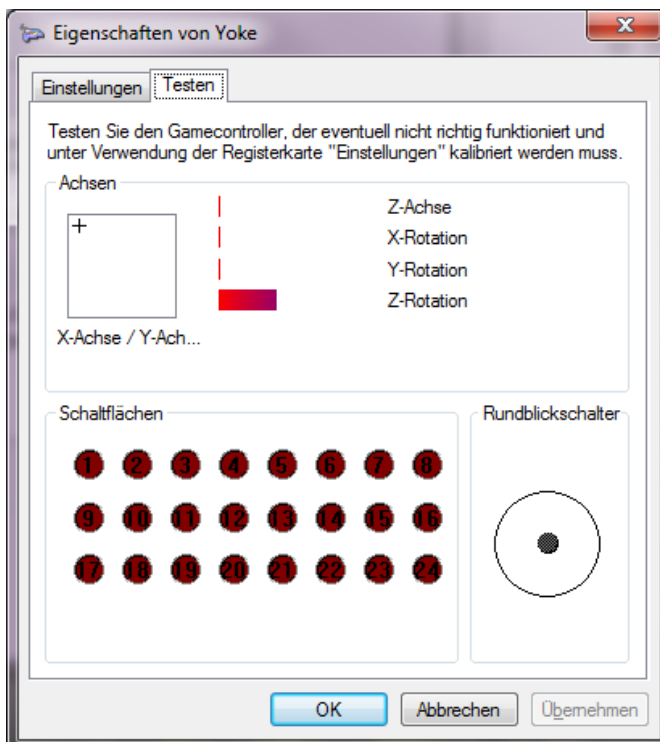 Eigenschaften von Yoke
Einstellungen
Testen
Testen Sie den Gamecontroller, der eventuell nicht richtig funktioniert und
unter Verwendung der Registerkarte "Einstellungen" kalibriert werden muss.
Achsen
Z-Achse
X-Rotation
Y-Rotation
Z-Rotation
X-Achse / Y-Ach...
Schaltflächen
1 2 3 4 5 6 7 8
9 10 11 12 13 14 15 16
17 18 19 20 21 22 23 24
Rundblickschalter
OK
Abbrechen
Übernehmen